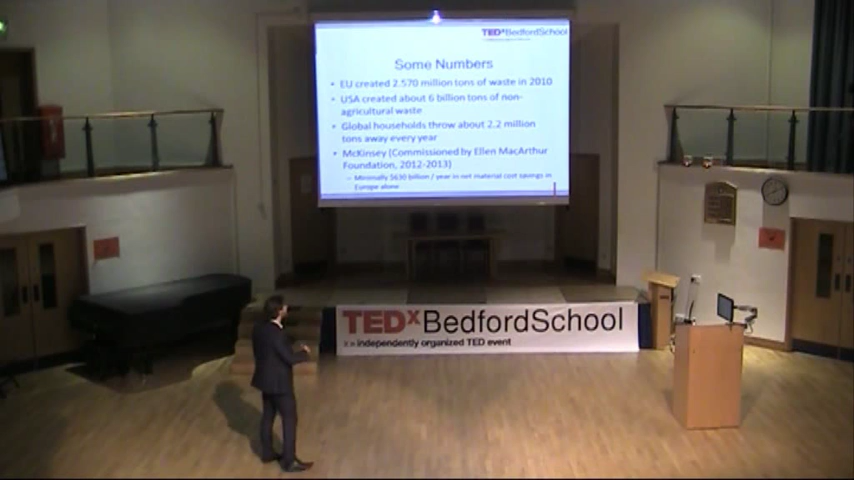 TEDxBedfordSchool
Some Numbers
• EU created 2.570 million tons of waste in 2010
• USA created about 6 billion tons of non-
agricultural waste
• Global households throw about 2.2 million
tons away every year
• McKinsey (Commissioned by Ellen MacArthur
Foundation, 2012-2013)
– Minimally $630 billion / year in net material cost savings in
Europe alone
TEDxBedfordSchool
x = independently organized TED event